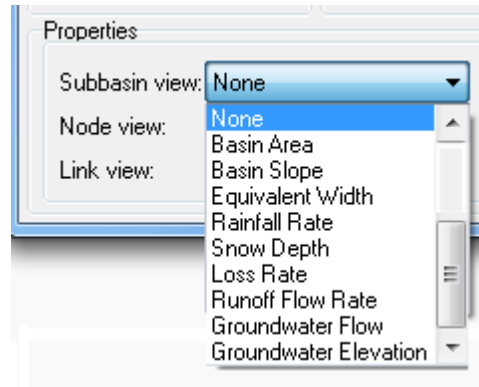 Properties
Subbasin view: None
Node view:
Link view:
None
Basin Area
Basin Slope
Equivalent Width
Rainfall Rate
Snow Depth
Loss Rate
Runoff Flow Rate
Groundwater Flow
Groundwater Elevation